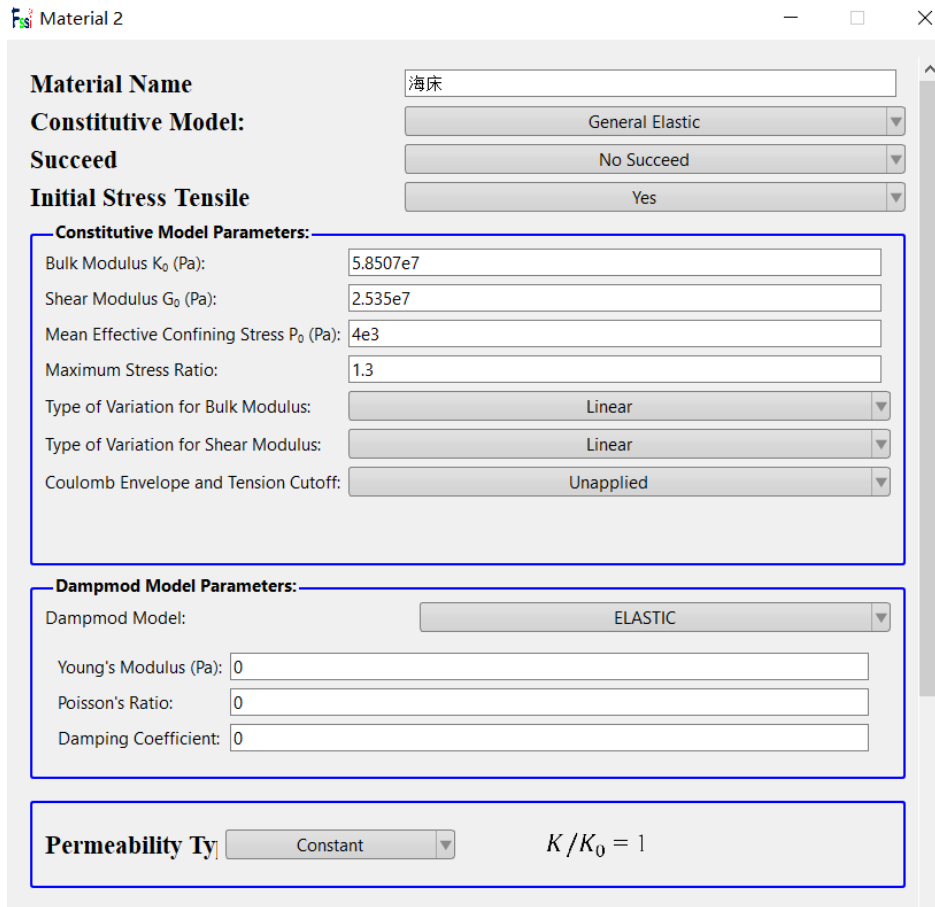 Fssi Material 2
Material Name 海床
Constitutive Model: General Elastic
Succeed No Succeed
Initial Stress Tensile Yes
Constitutive Model Parameters:
Bulk Modulus K₀ (Pa): 5.8507e7
Shear Modulus G₀ (Pa): 2.535e7
Mean Effective Confining Stress P₀ (Pa): 4e3
Maximum Stress Ratio: 1.3
Type of Variation for Bulk Modulus: Linear
Type of Variation for Shear Modulus: Linear
Coulomb Envelope and Tension Cutoff: Unapplied
Dampmod Model Parameters:
Dampmod Model: ELASTIC
Young's Modulus (Pa): 0
Poisson's Ratio: 0
Damping Coefficient: 0
Permeability Ty Constant K/K₀ = 1